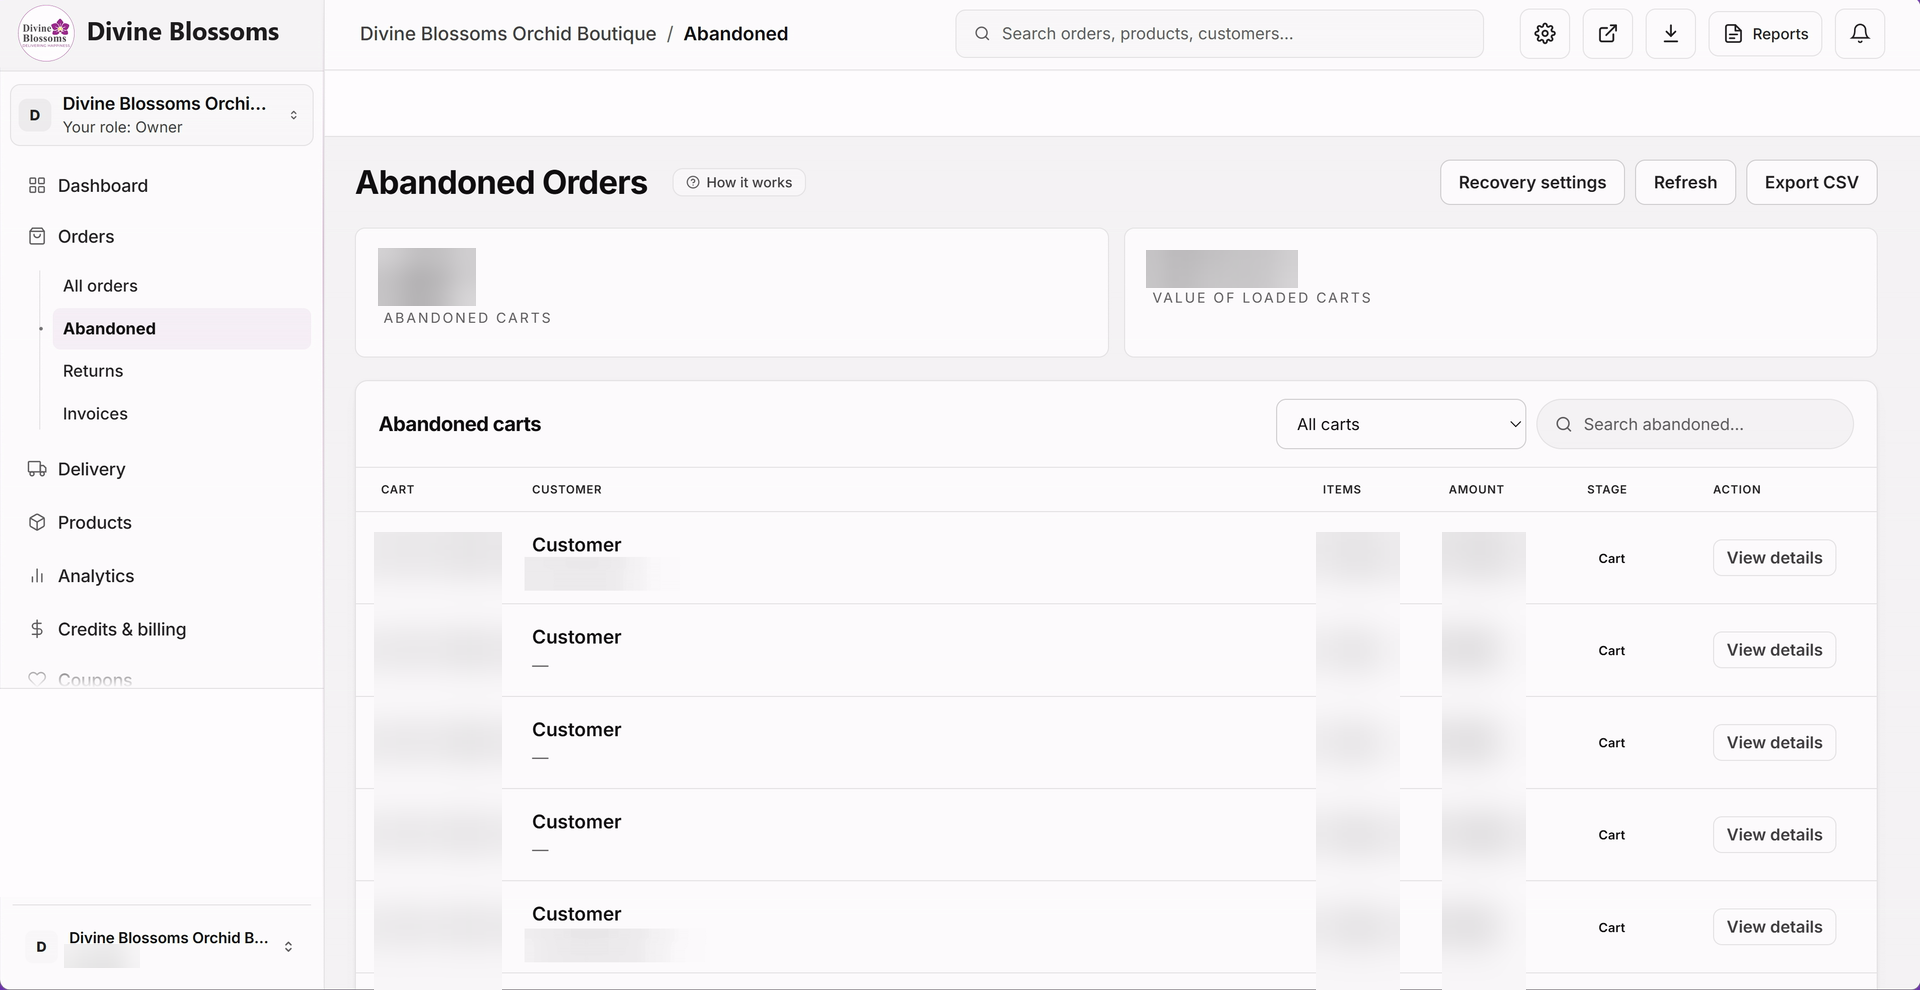 Divine
Blossoms
DELIVERING HAPPINESS
Divine Blossoms
Divine Blossoms Orchid Boutique / Abandoned
Search orders, products, customers...
Reports
D
Divine Blossoms Orchi...
Your role: Owner
Dashboard
Orders
All orders
Abandoned
Returns
Invoices
Delivery
Products
Analytics
Credits & billing
Coupons
D
Divine Blossoms Orchid B...
Abandoned Orders
How it works
Recovery settings
Refresh
Export CSV
ABANDONED CARTS
VALUE OF LOADED CARTS
Abandoned carts
All carts
Search abandoned...
CART CUSTOMER ITEMS AMOUNT STAGE ACTION
Customer Cart View details
Customer Cart View details
—
Customer Cart View details
—
Customer Cart View details
—
Customer Cart View details